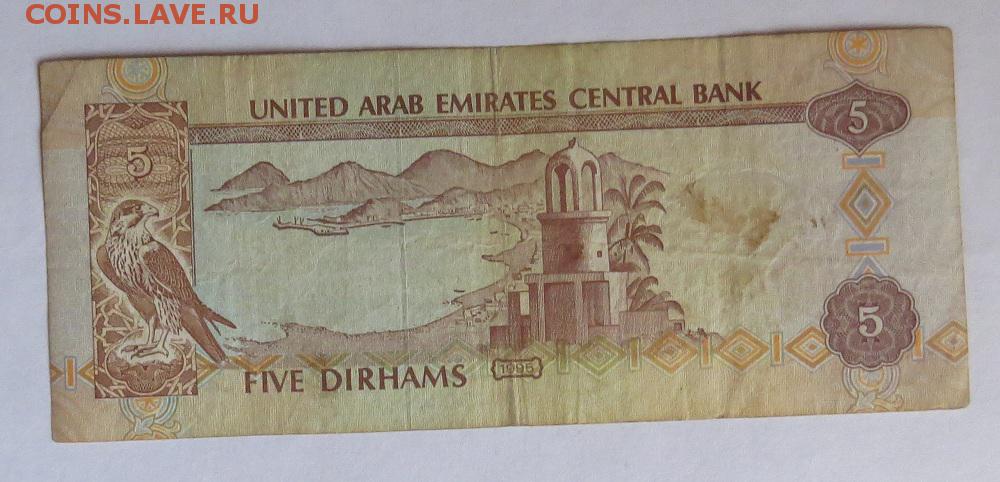 COINS.LAVE.RU
UNITED ARAB EMIRATES CENTRAL BANK
5
5
5
FIVE DIRHAMS
1995